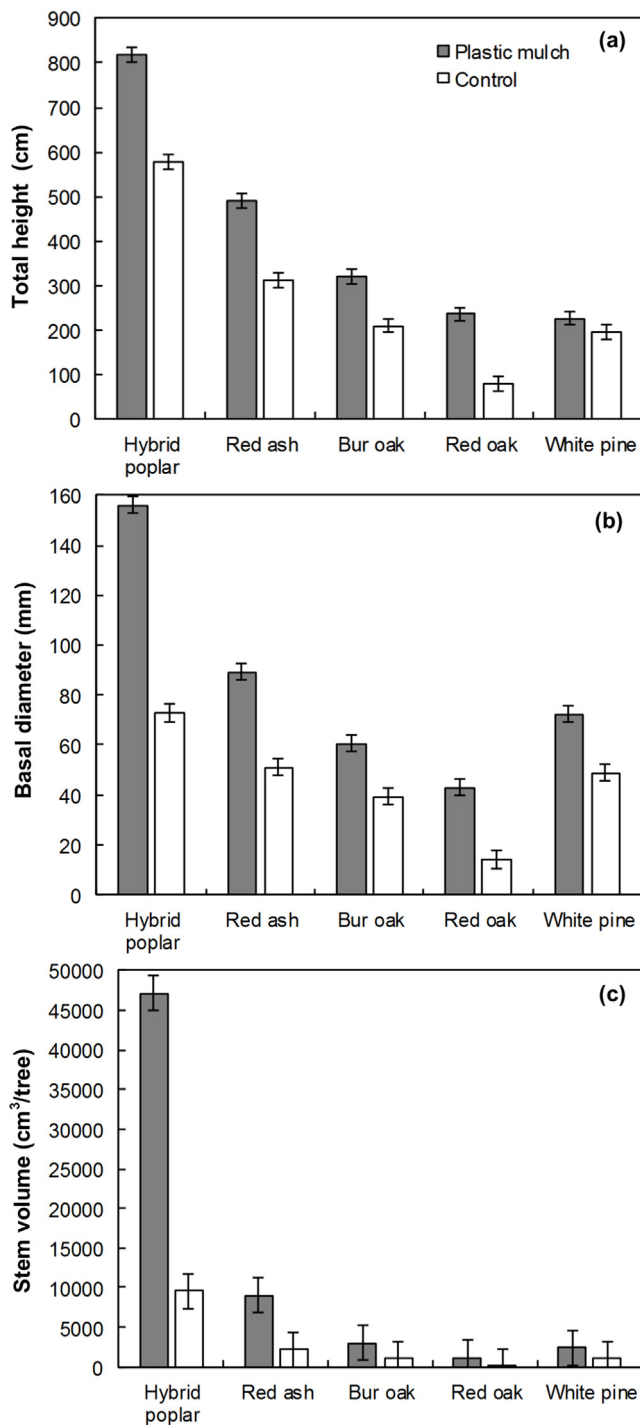 900
800
700
600
500
400
300
200
100
0
Total height (cm)
(a)
Plastic mulch
Control
Hybrid poplar
Red ash
Bur oak
Red oak
White pine
160
140
120
100
80
60
40
20
0
Basal diameter (mm)
(b)
Hybrid poplar
Red ash
Bur oak
Red oak
White pine
50000
45000
40000
35000
30000
25000
20000
15000
10000
5000
0
Stem volume (cm³/tree)
(c)
Hybrid poplar
Red ash
Bur oak
Red oak
White pine